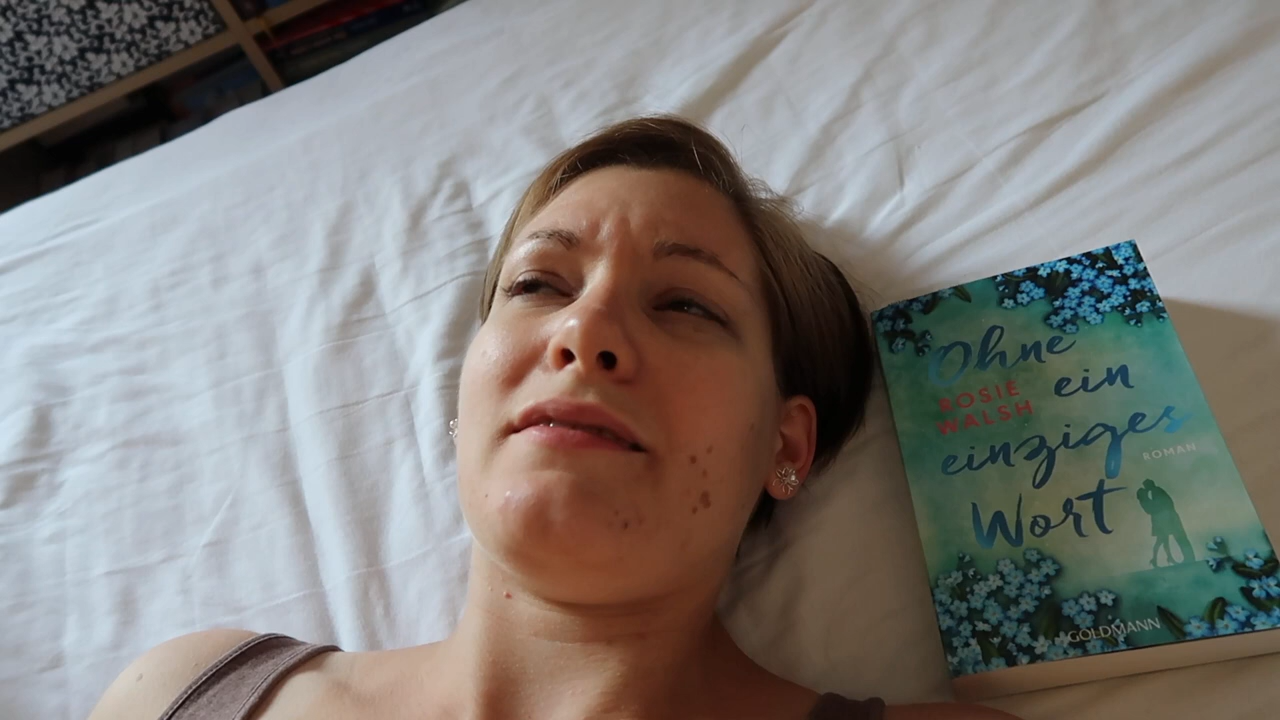 Ohne
ROSIE
WALSH
ein
einziges
ROMAN
Wort
GOLDMANN